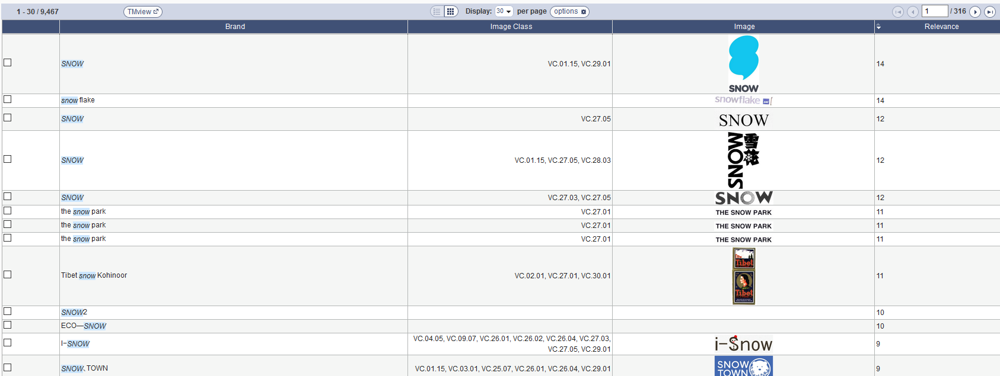 1 - 30 / 9,467 TMview Display: 30 per page options 1 / 316
Brand Image Class Image Relevance
SNOW VC.01.15, VC.29.01 14
SNOW
snow flake snowflake 14
SNOW VC.27.05 SNOW 12
SNOW VC.01.15, VC.27.05, VC.28.03 SNOW 雪花 12
SNOW VC.27.03, VC.27.05 SNOW 12
the snow park VC.27.01 THE SNOW PARK 11
the snow park VC.27.01 THE SNOW PARK 11
the snow park VC.27.01 THE SNOW PARK 11
Tibet
Tibet snow Kohinoor VC.02.01, VC.27.01, VC.30.01 11
Tibet
SNOW2 10
ECO—SNOW 10
I−SNOW VC.04.05, VC.09.07, VC.26.01, VC.26.02, VC.26.04, VC.27.03, i-Snow 9
VC.27.05, VC.29.01
SNOW、TOWN VC.01.15, VC.03.01, VC.25.07, VC.26.01, VC.26.04, VC.29.01 SNOW 9
TOWN